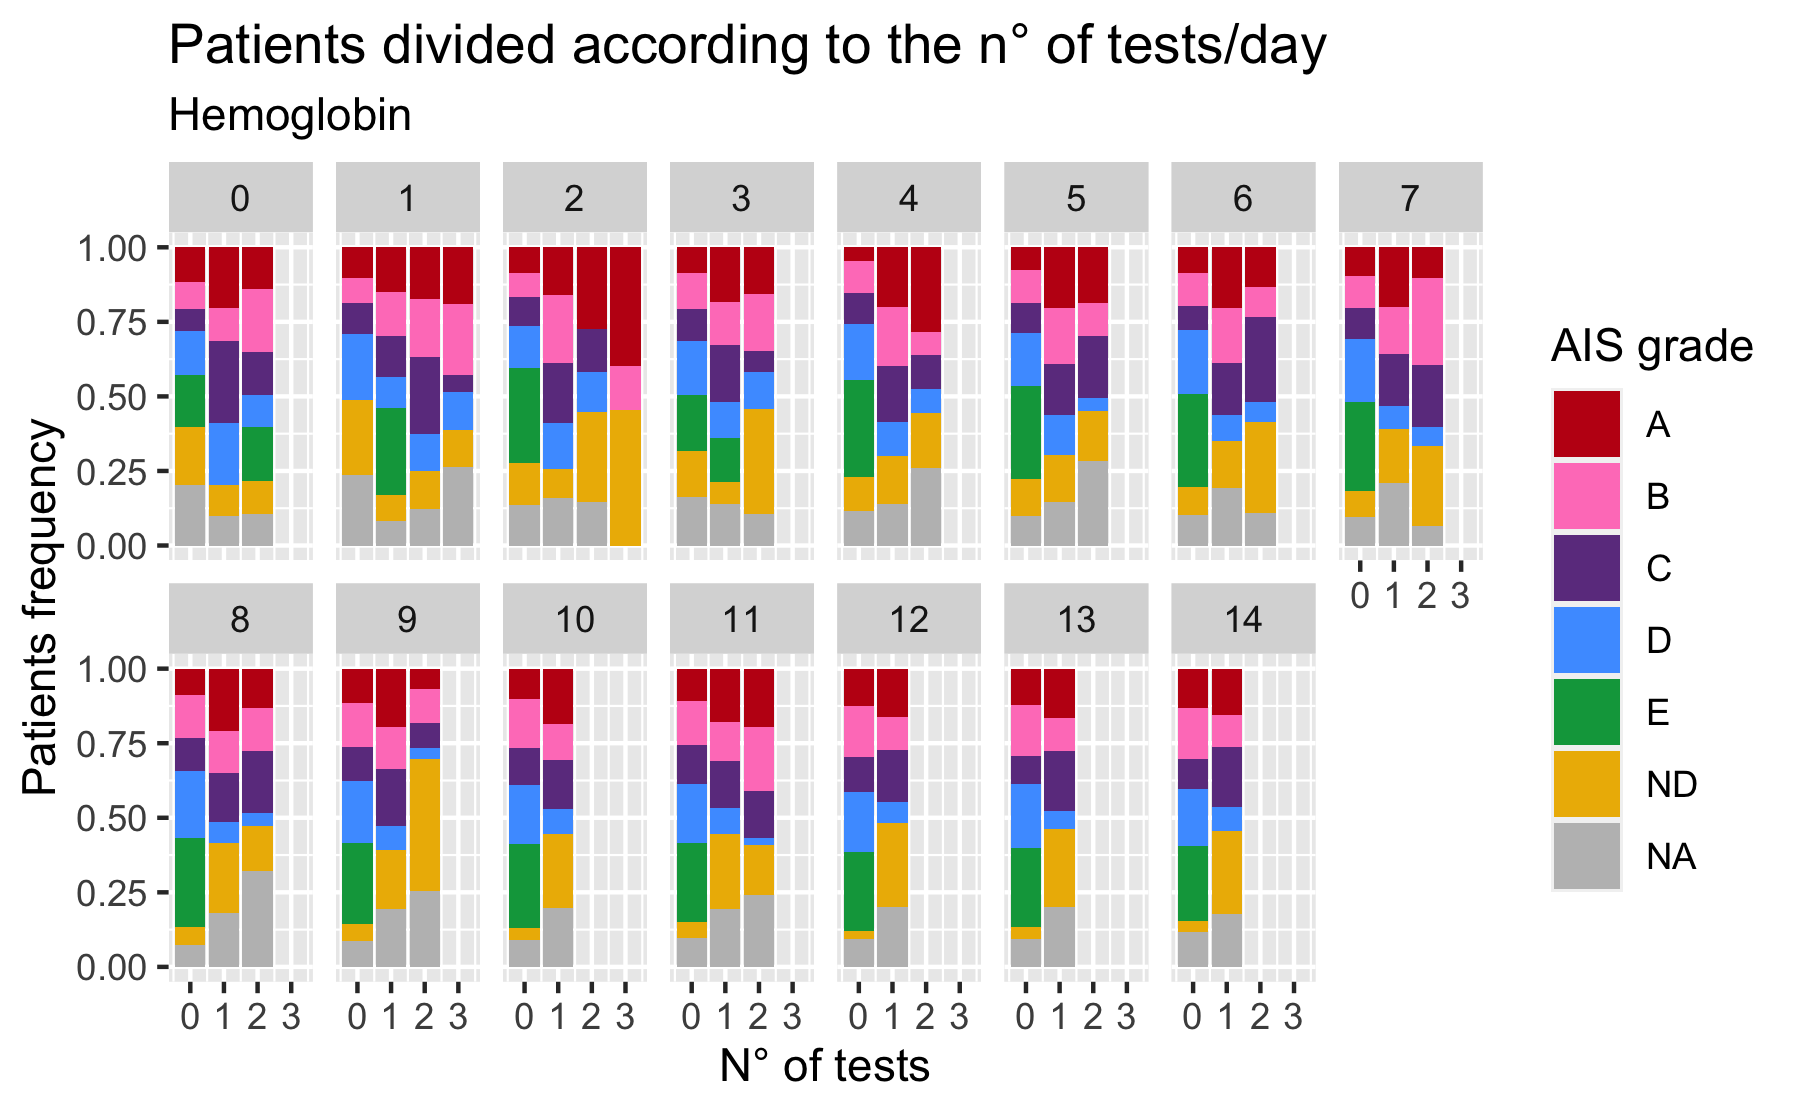 Patients divided according to the n° of tests/day
Hemoglobin
0 1 2 3 4 5 6 7
1.00
0.75
0.50
0.25
0.00
0 1 2 3
8 9 10 11 12 13 14
1.00
0.75
0.50
0.25
0.00
0 1 2 3 0 1 2 3 0 1 2 3 0 1 2 3 0 1 2 3 0 1 2 3 0 1 2 3
N° of tests
Patients frequency
AIS grade
A
B
C
D
E
ND
NA